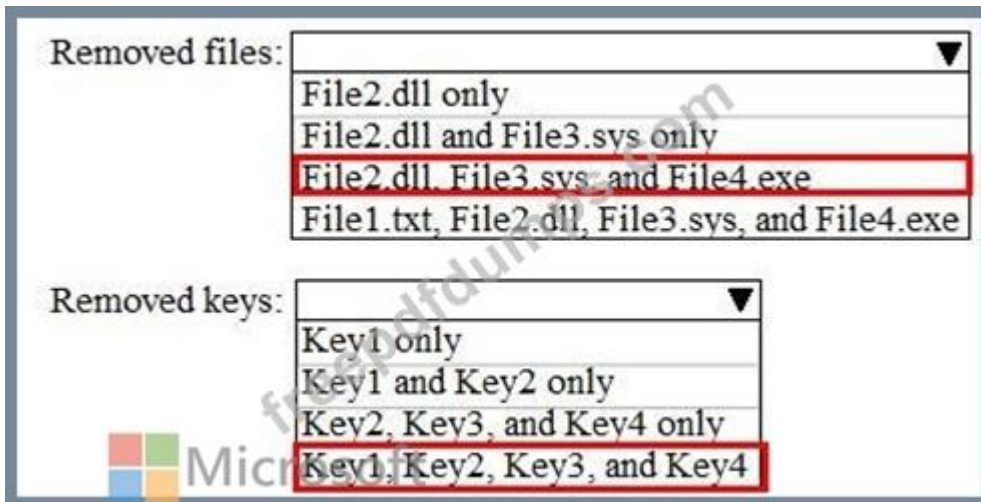 Removed files:
File2.dll only
File2.dll and File3.sys only
File2.dll, File3.sys, and File4.exe
File1.txt, File2.dll, File3.sys, and File4.exe
Removed keys:
Key1 only
Key1 and Key2 only
Key2, Key3, and Key4 only
Key1, Key2, Key3, and Key4
Microsoft
freepdfdumps.com